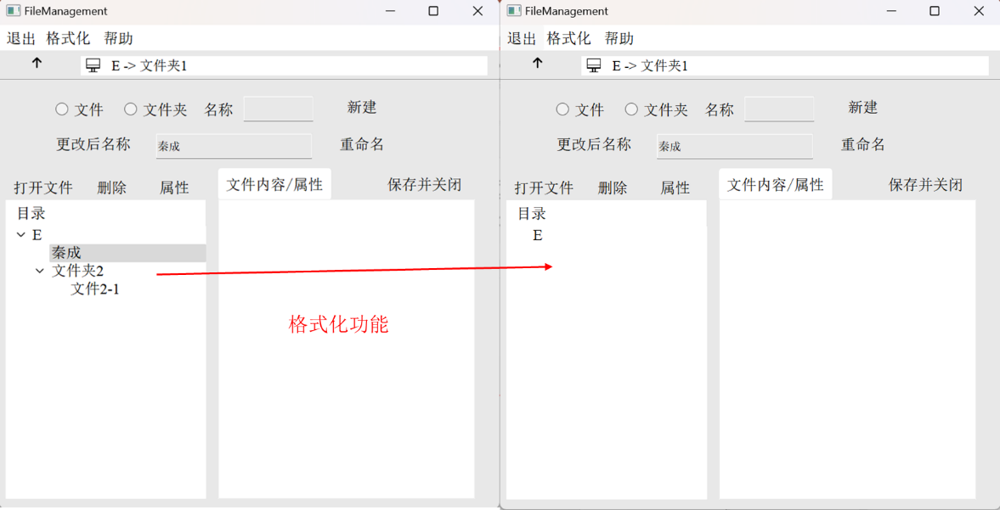 FileManagement
退出 格式化 帮助
E -> 文件夹1
文件 文件夹 名称 新建
更改后名称 秦成 重命名
打开文件 删除 属性 文件内容/属性 保存并关闭
目录
E
秦成
文件夹2
文件2-1
格式化功能
FileManagement
退出 格式化 帮助
E -> 文件夹1
文件 文件夹 名称 新建
更改后名称 秦成 重命名
打开文件 删除 属性 文件内容/属性 保存并关闭
目录
E